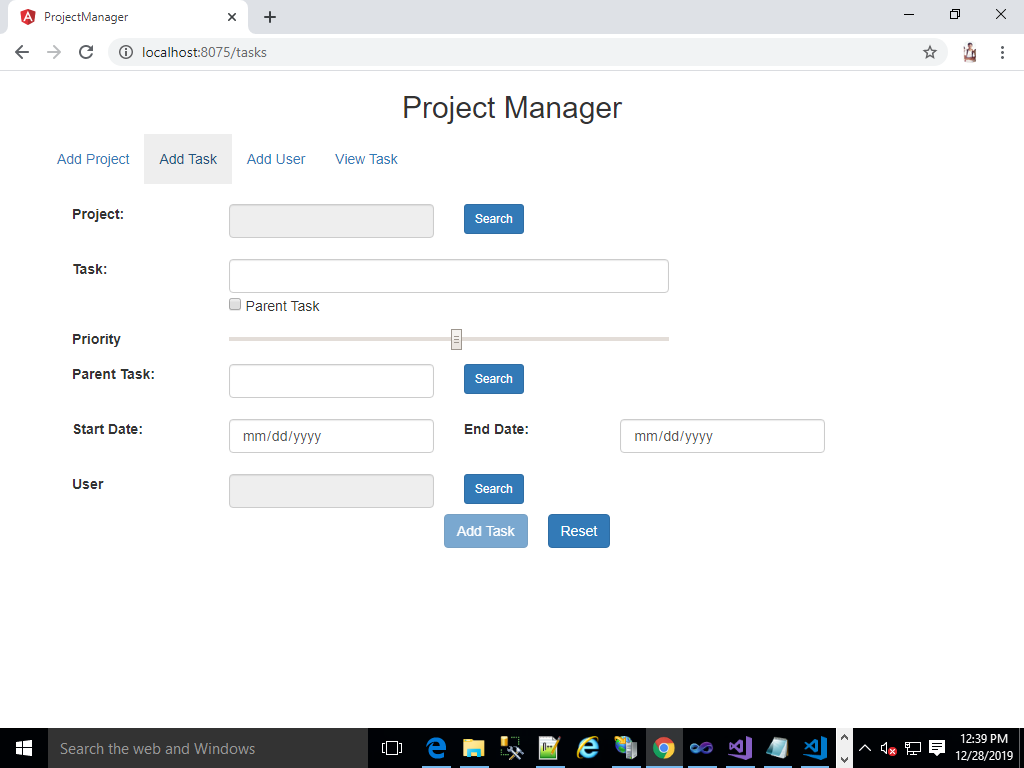 ProjectManager
localhost:8075/tasks
Project Manager
Add Project Add Task Add User View Task
Project: Search
Task:
Parent Task
Priority
Parent Task: Search
Start Date: mm/dd/yyyy End Date: mm/dd/yyyy
User Search
Add Task Reset
Search the web and Windows
12:39 PM
12/28/2019